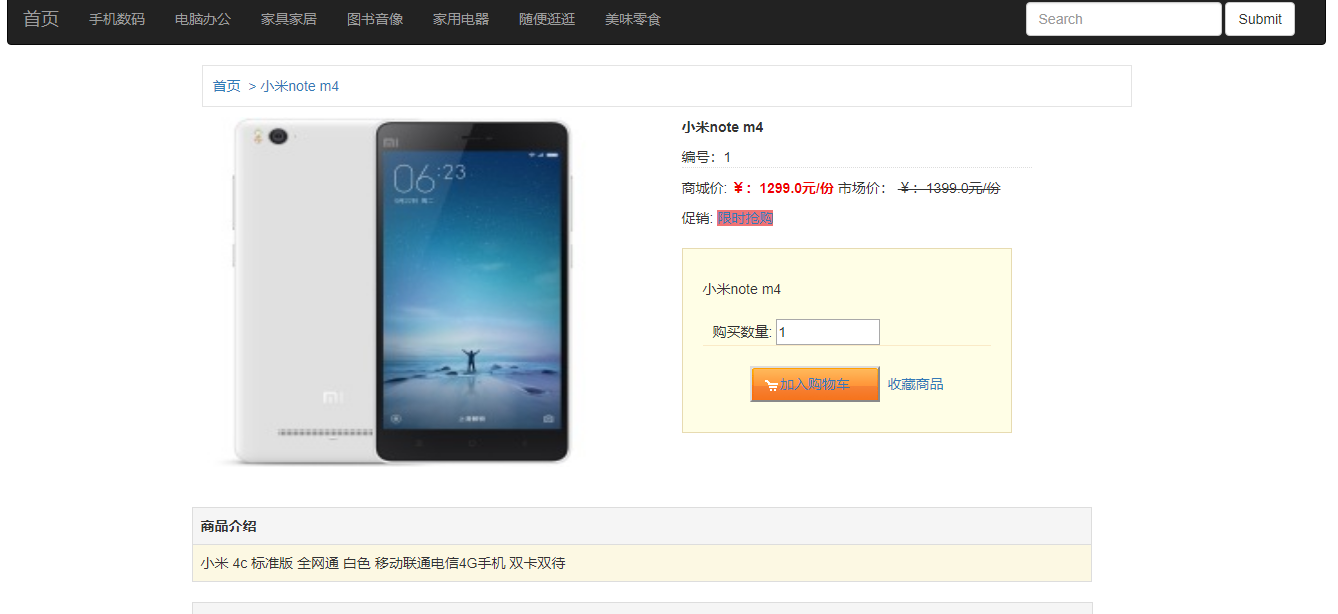 首页 手机数码 电脑办公 家具家居 图书音像 家用电器 随便逛逛 美味零食 Search Submit
首页 > 小米note m4
mi
06:23
小米note m4
编号：1
商城价: ￥：1299.0元/份 市场价： ￥：1399.0元/份
促销: 限时抢购
小米note m4
购买数量: 1
加入购物车 收藏商品
mi
商品介绍
小米 4c 标准版 全网通 白色 移动联通电信4G手机 双卡双待